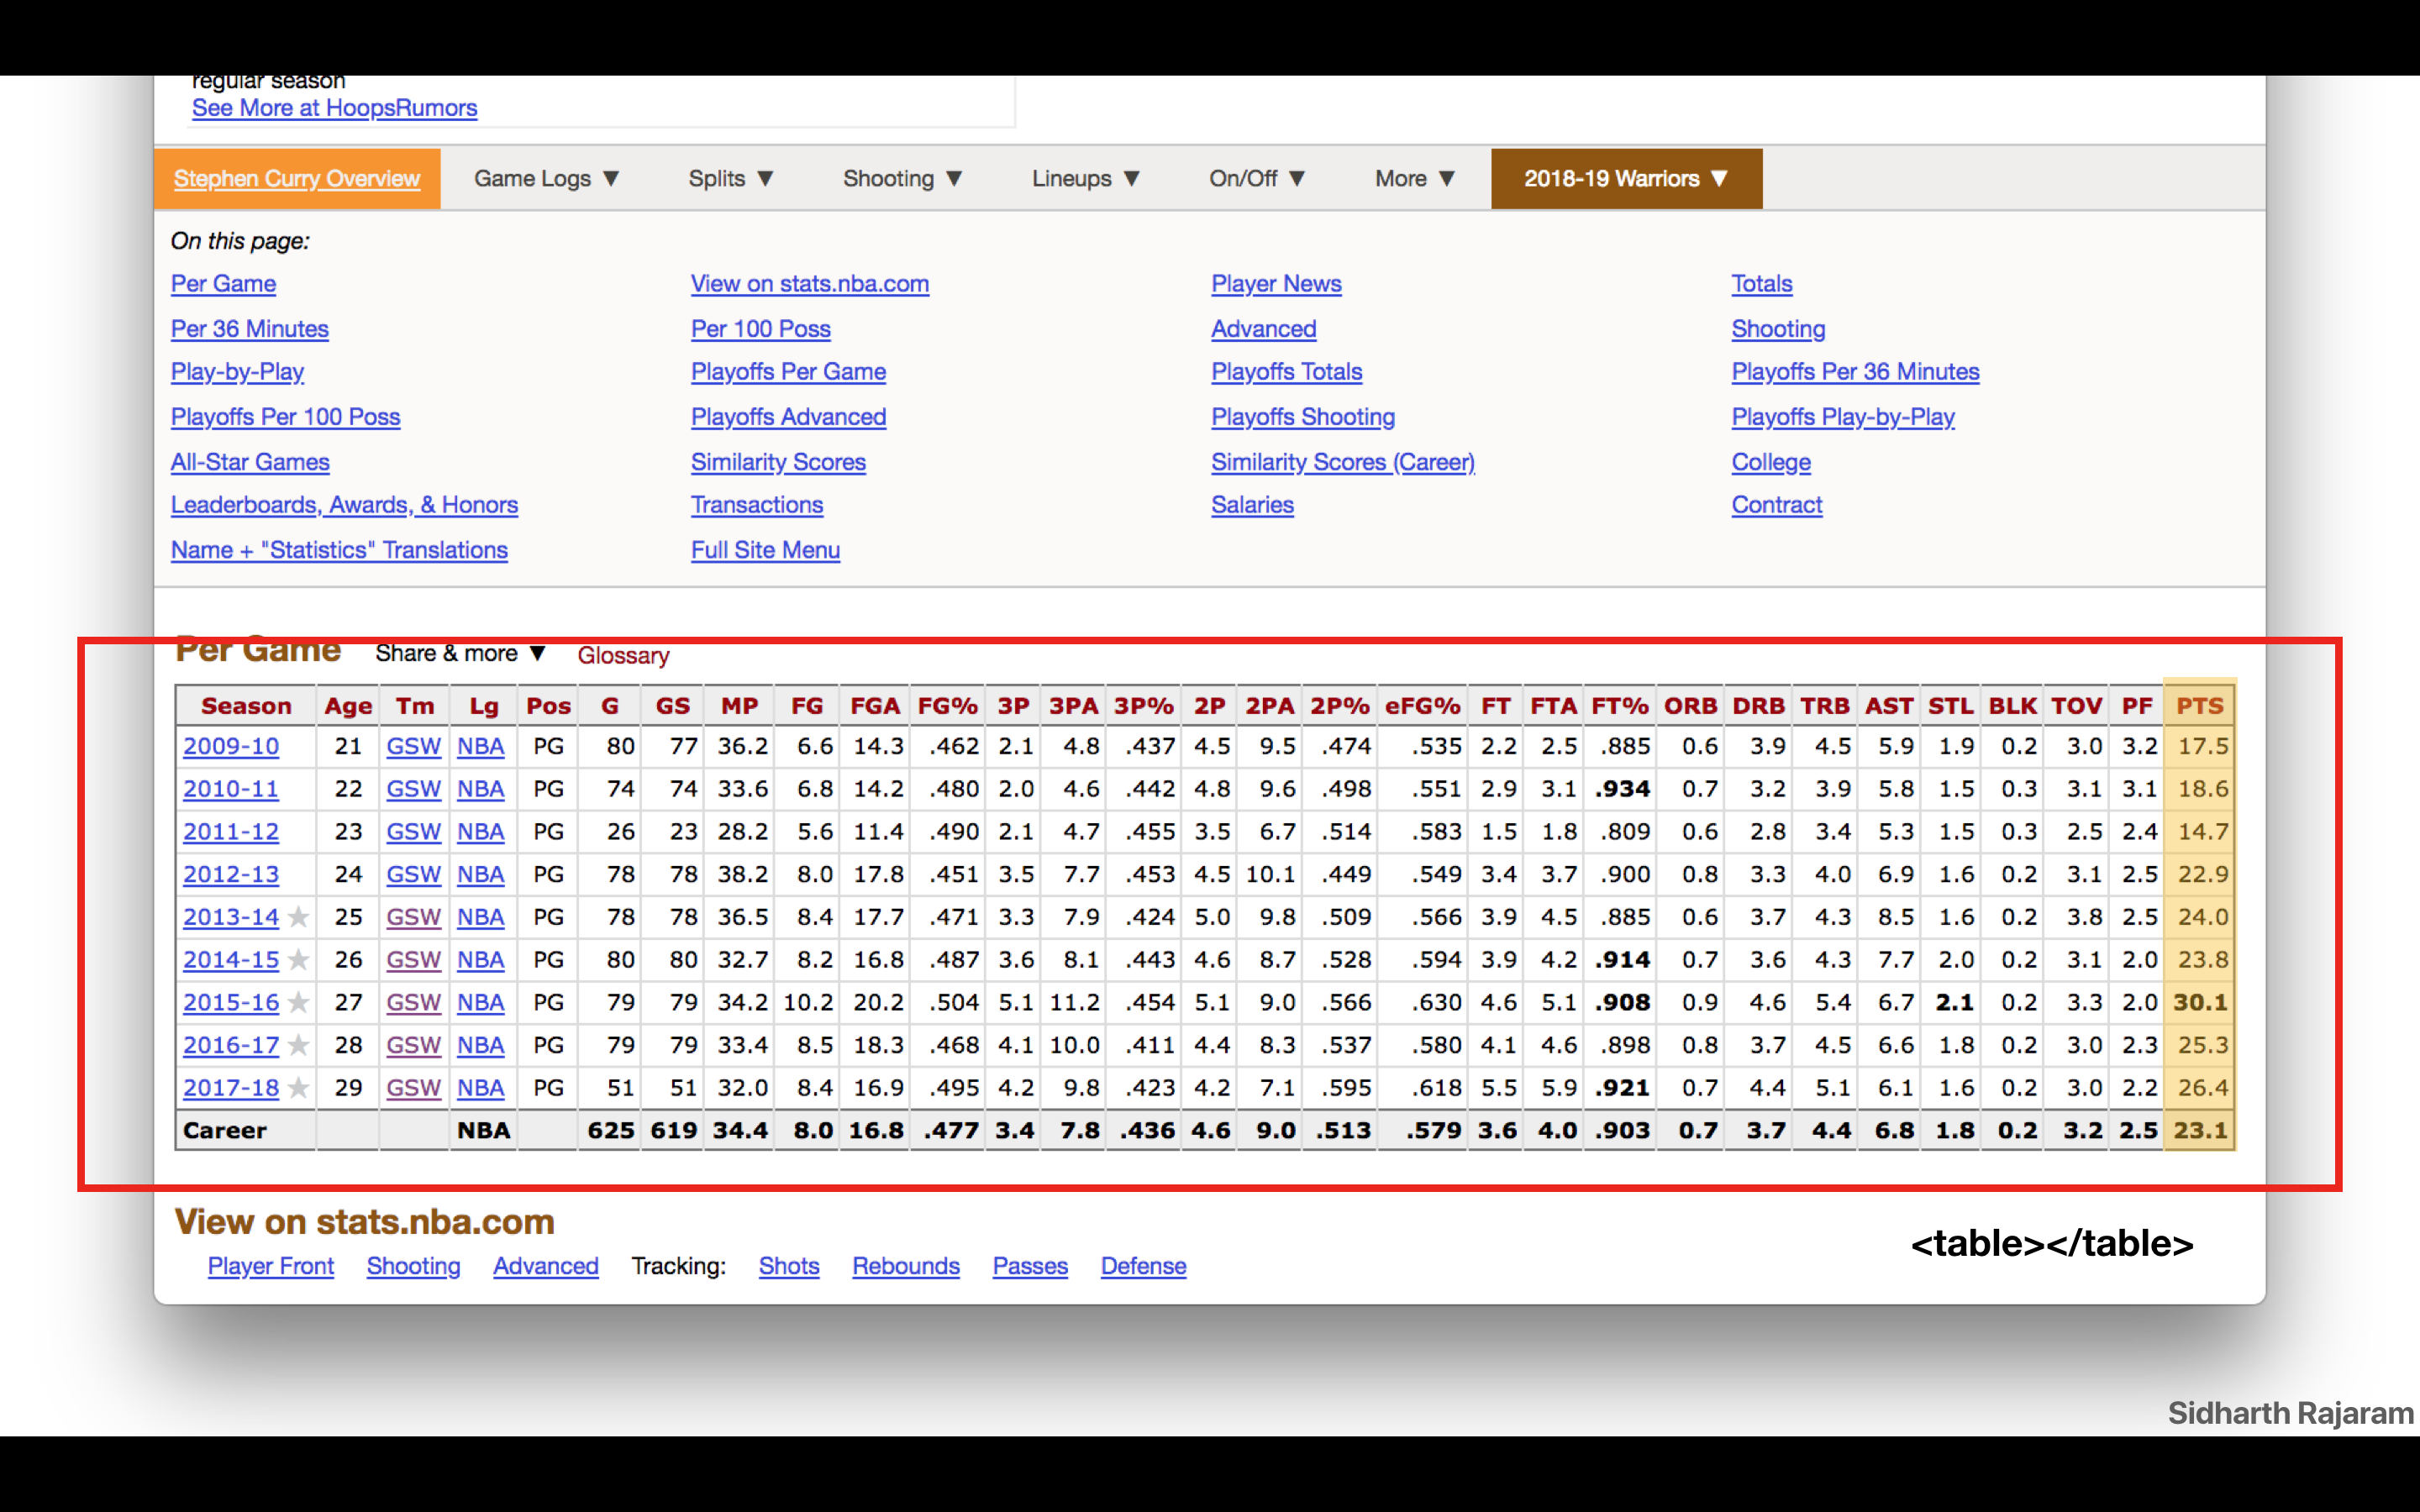 regular season
See More at HoopsRumors
Stephen Curry Overview Game Logs ▼ Splits ▼ Shooting ▼ Lineups ▼ On/Off ▼ More ▼ 2018-19 Warriors ▼
On this page:
Per Game View on stats.nba.com Player News Totals
Per 36 Minutes Per 100 Poss Advanced Shooting
Play-by-Play Playoffs Per Game Playoffs Totals Playoffs Per 36 Minutes
Playoffs Per 100 Poss Playoffs Advanced Playoffs Shooting Playoffs Play-by-Play
All-Star Games Similarity Scores Similarity Scores (Career) College
Leaderboards, Awards, & Honors Transactions Salaries Contract
Name + "Statistics" Translations Full Site Menu
Per Game Share & more ▼ Glossary
Season Age Tm Lg Pos G GS MP FG FGA FG% 3P 3PA 3P% 2P 2PA 2P% eFG% FT FTA FT% ORB DRB TRB AST STL BLK TOV PF PTS
2009-10 21 GSW NBA PG 80 77 36.2 6.6 14.3 .462 2.1 4.8 .437 4.5 9.5 .474 .535 2.2 2.5 .885 0.6 3.9 4.5 5.9 1.9 0.2 3.0 3.2 17.5
2010-11 22 GSW NBA PG 74 74 33.6 6.8 14.2 .480 2.0 4.6 .442 4.8 9.6 .498 .551 2.9 3.1 .934 0.7 3.2 3.9 5.8 1.5 0.3 3.1 3.1 18.6
2011-12 23 GSW NBA PG 26 23 28.2 5.6 11.4 .490 2.1 4.7 .455 3.5 6.7 .514 .583 1.5 1.8 .809 0.6 2.8 3.4 5.3 1.5 0.3 2.5 2.4 14.7
2012-13 24 GSW NBA PG 78 78 38.2 8.0 17.8 .451 3.5 7.7 .453 4.5 10.1 .449 .549 3.4 3.7 .900 0.8 3.3 4.0 6.9 1.6 0.2 3.1 2.5 22.9
2013-14 ★ 25 GSW NBA PG 78 78 36.5 8.4 17.7 .471 3.3 7.9 .424 5.0 9.8 .509 .566 3.9 4.5 .885 0.6 3.7 4.3 8.5 1.6 0.2 3.8 2.5 24.0
2014-15 ★ 26 GSW NBA PG 80 80 32.7 8.2 16.8 .487 3.6 8.1 .443 4.6 8.7 .528 .594 3.9 4.2 .914 0.7 3.6 4.3 7.7 2.0 0.2 3.1 2.0 23.8
2015-16 ★ 27 GSW NBA PG 79 79 34.2 10.2 20.2 .504 5.1 11.2 .454 5.1 9.0 .566 .630 4.6 5.1 .908 0.9 4.6 5.4 6.7 2.1 0.2 3.3 2.0 30.1
2016-17 ★ 28 GSW NBA PG 79 79 33.4 8.5 18.3 .468 4.1 10.0 .411 4.4 8.3 .537 .580 4.1 4.6 .898 0.8 3.7 4.5 6.6 1.8 0.2 3.0 2.3 25.3
2017-18 ★ 29 GSW NBA PG 51 51 32.0 8.4 16.9 .495 4.2 9.8 .423 4.2 7.1 .595 .618 5.5 5.9 .921 0.7 4.4 5.1 6.1 1.6 0.2 3.0 2.2 26.4
Career NBA 625 619 34.4 8.0 16.8 .477 3.4 7.8 .436 4.6 9.0 .513 .579 3.6 4.0 .903 0.7 3.7 4.4 6.8 1.8 0.2 3.2 2.5 23.1
View on stats.nba.com
<table></table>
Player Front Shooting Advanced Tracking: Shots Rebounds Passes Defense
Sidharth Rajaram